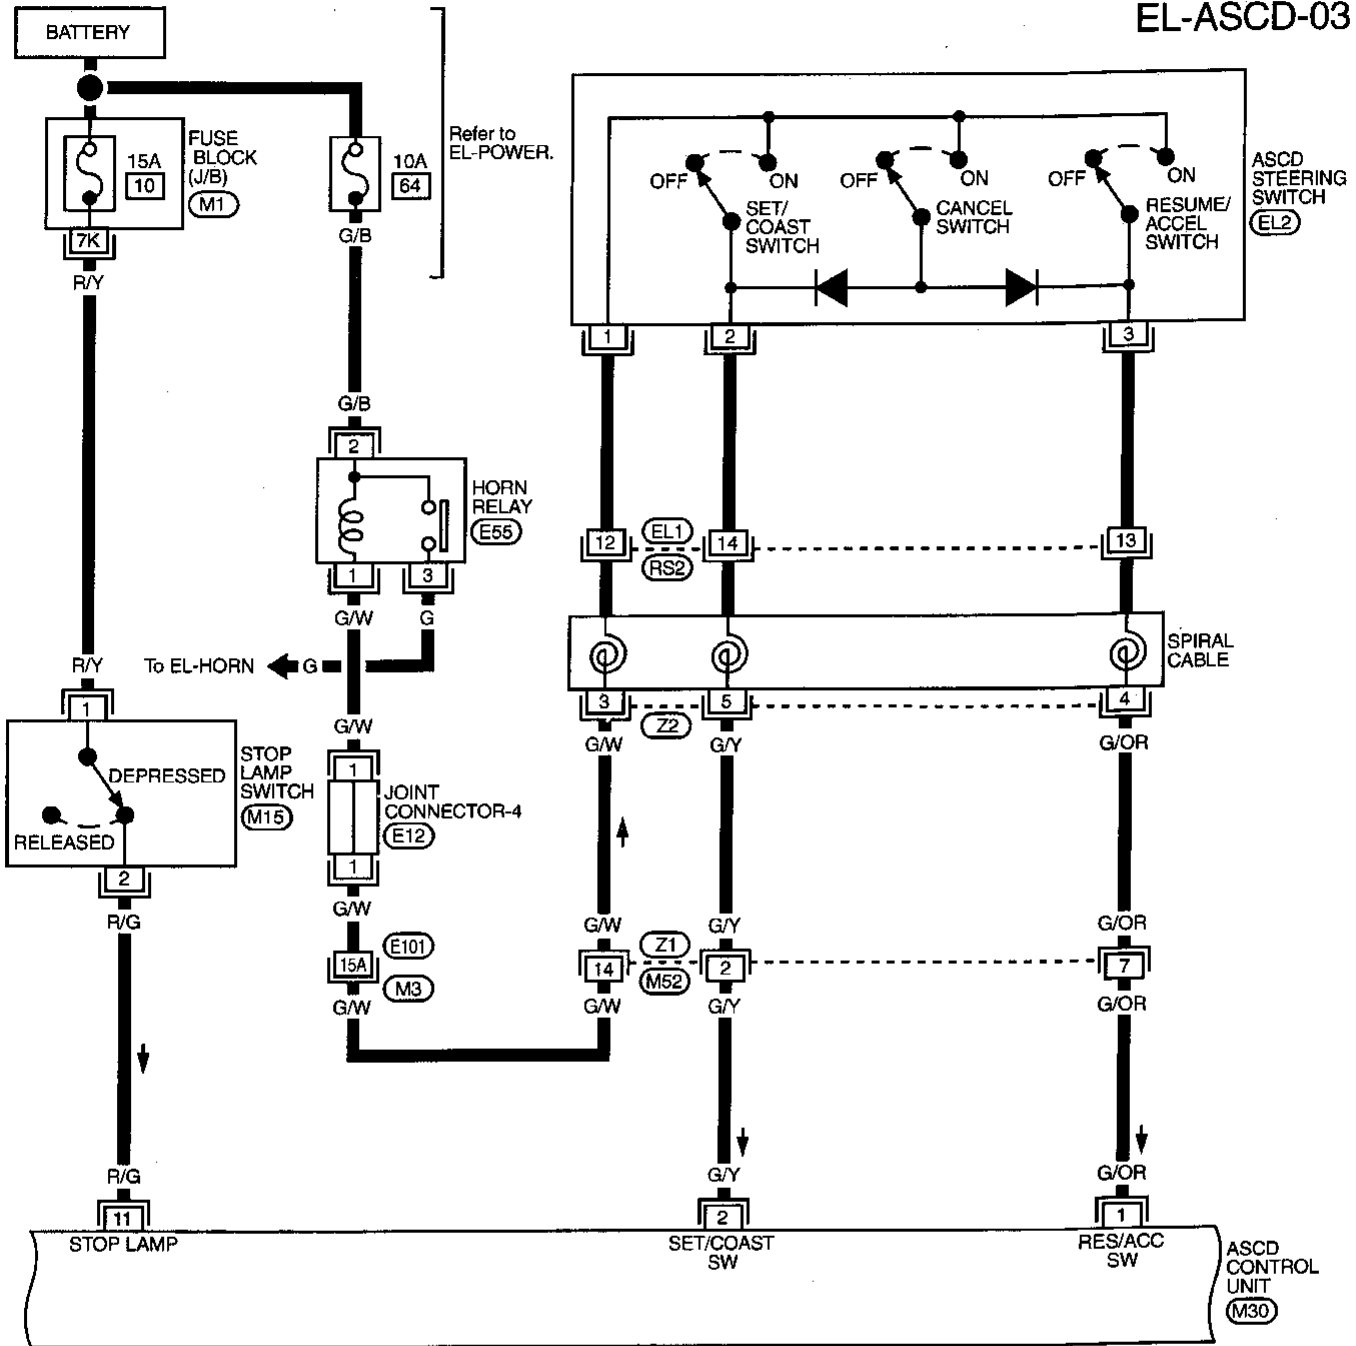 EL-ASCD-03
BATTERY
Refer to
EL-POWER.
15A
10
FUSE
BLOCK
(J/B)
M1
10A
64
7K
R/Y
G/B
OFF
ON
SET/
COAST
SWITCH
OFF
ON
CANCEL
SWITCH
OFF
ON
RESUME/
ACCEL
SWITCH
ASCD
STEERING
SWITCH
EL2
1
2
3
G/B
2
HORN
RELAY
E55
1
3
G/W
G
12
EL1
RS2
14
13
R/Y
To EL-HORN
G
SPIRAL
CABLE
1
3
Z2
5
4
G/W
G/W
G/Y
G/OR
DEPRESSED
RELEASED
STOP
LAMP
SWITCH
M15
1
JOINT
CONNECTOR-4
E12
1
2
R/G
G/W
G/W
G/Y
G/OR
15A
E101
M3
14
Z1
M52
2
7
G/W
G/W
G/Y
G/OR
R/G
G/Y
G/OR
11
2
1
STOP LAMP
SET/COAST
SW
RES/ACC
SW
ASCD
CONTROL
UNIT
M30